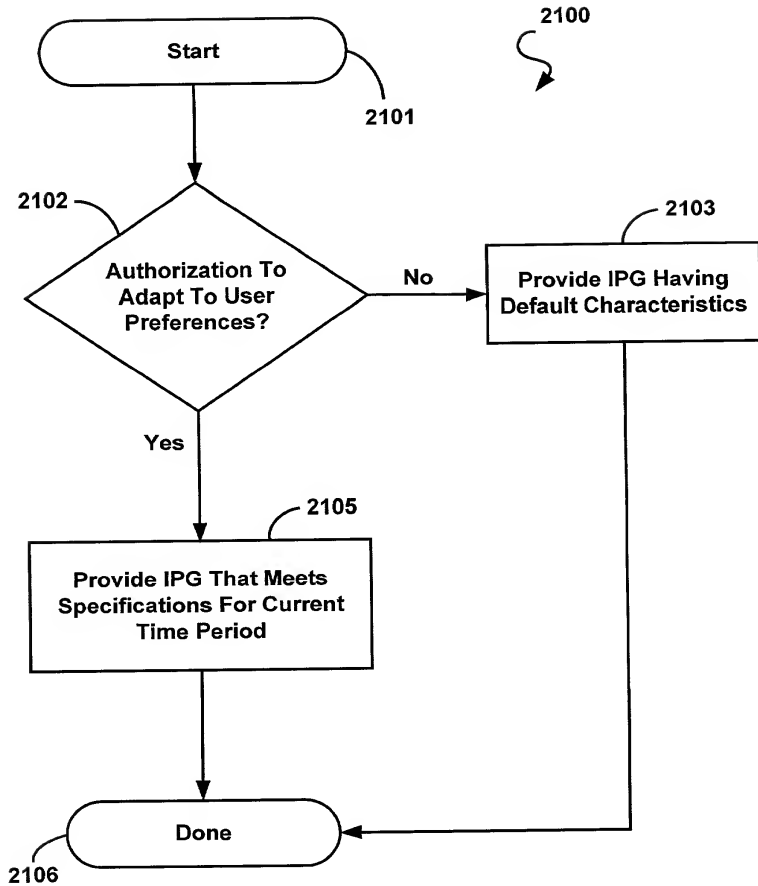 2100
Start
2101
2102
Authorization To
Adapt To User
Preferences?
No
2103
Provide IPG Having
Default Characteristics
Yes
2105
Provide IPG That Meets
Specifications For Current
Time Period
Done
2106